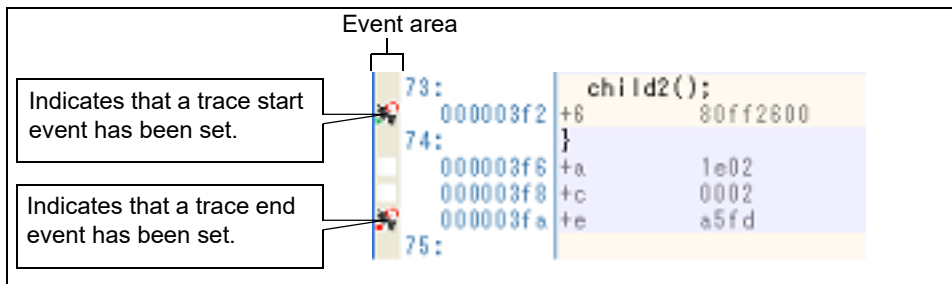 Event area
Indicates that a trace start
event has been set.
Indicates that a trace end
event has been set.
73: child2();
000003f2 +6 80ff2600
74: }
000003f6 +a 1e02
000003f8 +c 0002
000003fa +e a5fd
75: